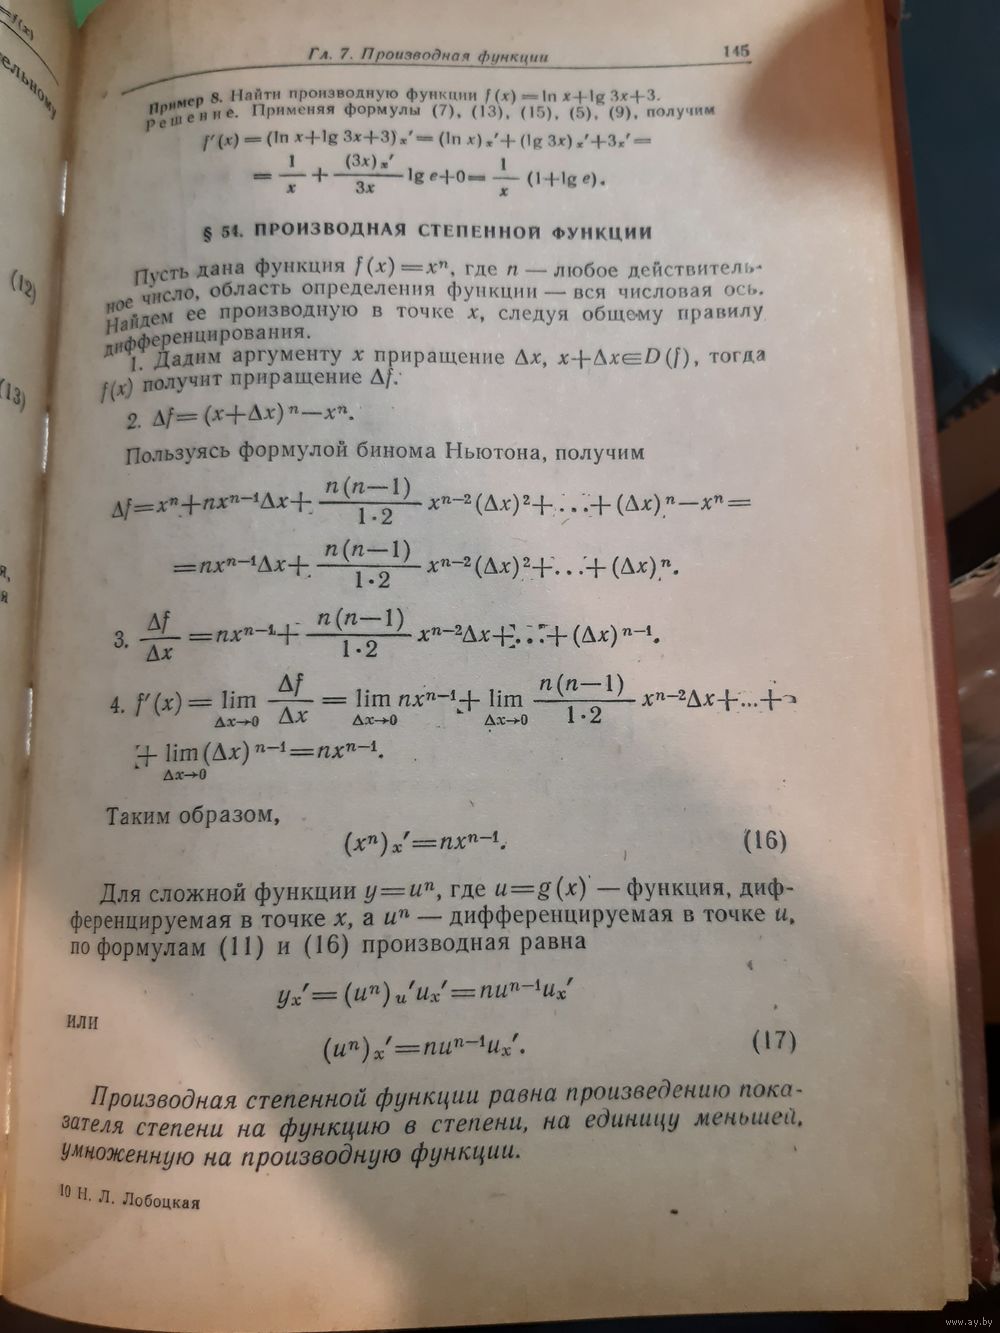 =f(x)
ельному
(12)
(13)
я,
я
Гл. 7. Производная функции 145
Пример 8. Найти производную функции f (x) = ln x+lg 3x+3.
Решение. Применяя формулы (7), (13), (15), (5), (9), получим
f′(x) = (ln x+lg 3x+3)ₓ′= (ln x)ₓ′+ (lg 3x)ₓ′+3ₓ′=
= 1/x + (3x)ₓ′/3x lg e+0= 1/x (1+lg e).
§ 54. ПРОИЗВОДНАЯ СТЕПЕННОЙ ФУНКЦИИ
Пусть дана функция f (x) =xⁿ, где n — любое действитель-
ное число, область определения функции — вся числовая ось.
Найдем ее производную в точке x, следуя общему правилу
дифференцирования.
1. Дадим аргументу x приращение Δx, x+Δx∈D (f), тогда
f(x) получит приращение Δf.
2. Δf= (x+Δx)ⁿ—xⁿ.
Пользуясь формулой бинома Ньютона, получим
Δf=xⁿ+nxⁿ⁻¹Δx+ n(n—1)/1·2 xⁿ⁻²(Δx)²+...+ (Δx)ⁿ—xⁿ=
=nxⁿ⁻¹Δx+ n(n—1)/1·2 xⁿ⁻²(Δx)²+...+ (Δx)ⁿ.
3. Δf/Δx =nxⁿ⁻¹+ n(n—1)/1·2 xⁿ⁻²Δx+...+ (Δx)ⁿ⁻¹.
4. f′(x) = lim Δx→0 Δf/Δx = lim Δx→0 nxⁿ⁻¹+ lim Δx→0 n(n—1)/1·2 xⁿ⁻²Δx+...+
+ lim Δx→0 (Δx)ⁿ⁻¹=nxⁿ⁻¹.
Таким образом,
(xⁿ)ₓ′=nxⁿ⁻¹. (16)
Для сложной функции y=uⁿ, где u=g(x) — функция, диф-
ференцируемая в точке x, а uⁿ — дифференцируемая в точке u,
по формулам (11) и (16) производная равна
yₓ′= (uⁿ)ᵤ′uₓ′=nuⁿ⁻¹uₓ′
или
(uⁿ)ₓ′=nuⁿ⁻¹uₓ′. (17)
Производная степенной функции равна произведению пока-
зателя степени на функцию в степени, на единицу меньшей,
умноженную на производную функции.
10 Н. Л. Лобоцкая
www.ay.by